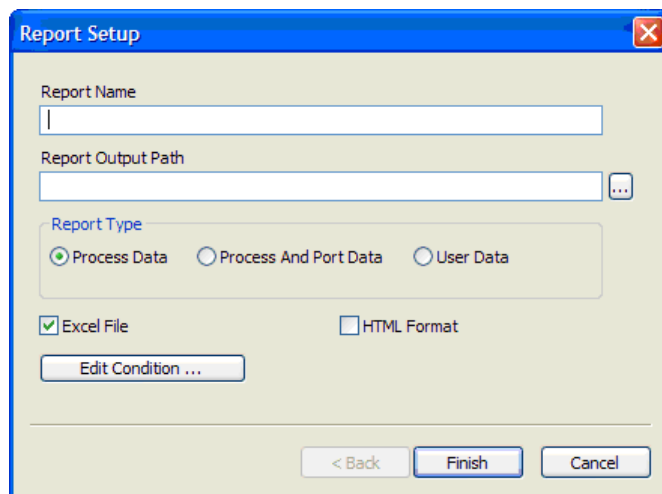 Report Setup
Report Name
Report Output Path
...
Report Type
Process Data Process And Port Data User Data
Excel File HTML Format
Edit Condition ...
< Back Finish Cancel